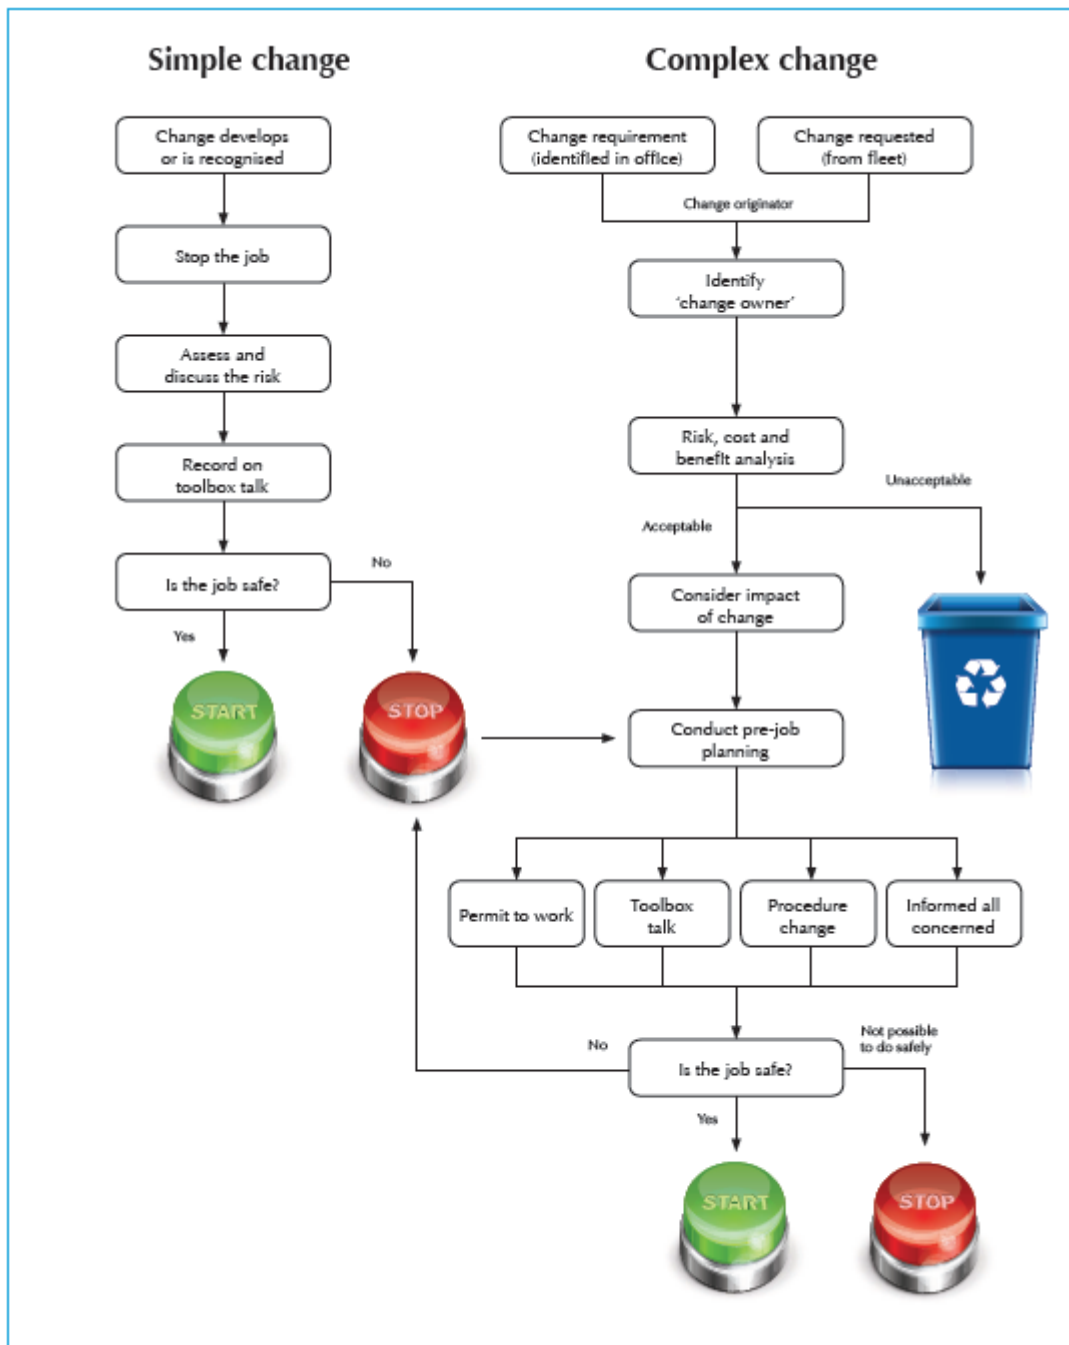 Simple change
Change develops
or is recognised
Stop the job
Assess and
discuss the risk
Record on
toolbox talk
Is the job safe?
No
Yes
START
STOP
Complex change
Change requirement
(identified in office)
Change requested
(from fleet)
Change originator
Identify
‘change owner’
Risk, cost and
benefit analysis
Unacceptable
Acceptable
Consider impact
of change
Conduct pre-job
planning
Permit to work
Toolbox
talk
Procedure
change
Informed all
concerned
No
Is the job safe?
Not possible
to do safely
Yes
START
STOP